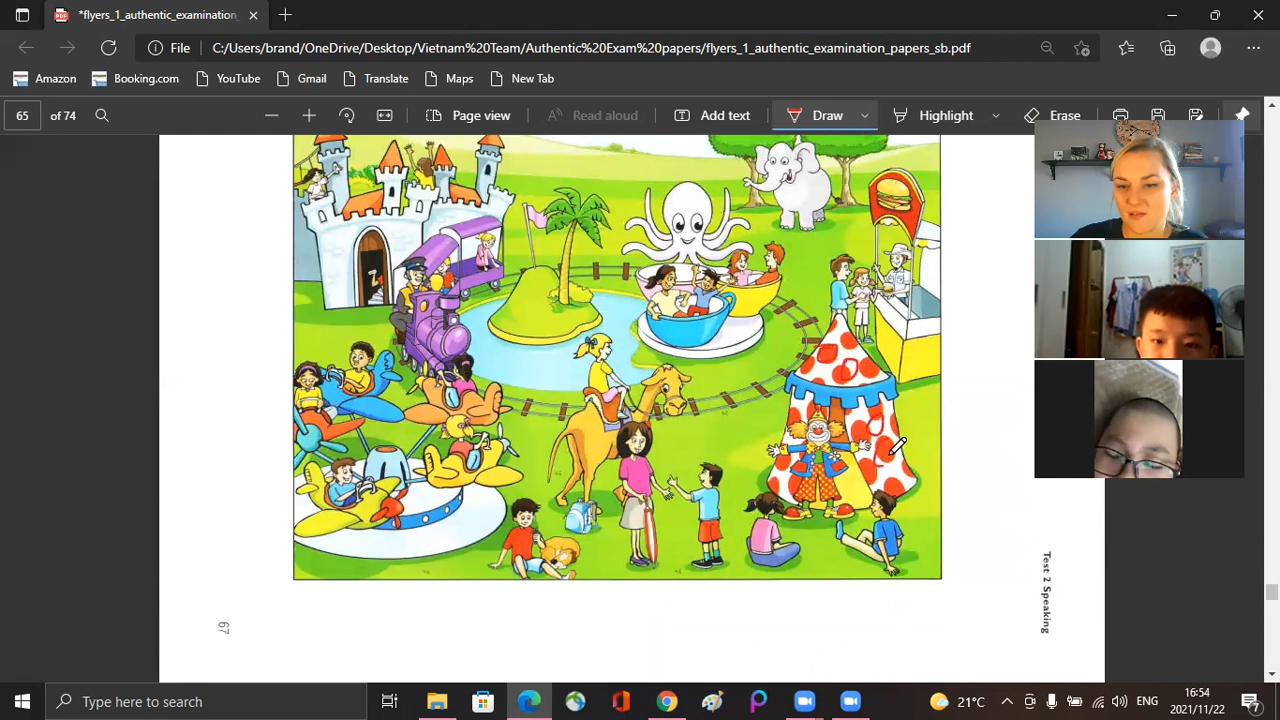 *flyers_1_authentic_examination_
File
C:/Users/brand/OneDrive/Desktop/Vietnam%20Team/Authentic%20Exam%20papers/flyers_1_authentic_examination_papers_sb.pdf
Amazon
Booking.com
YouTube
Gmail
Translate
Maps
New Tab
65 of 74
Page view
Read aloud
Add text
Draw
Highlight
Erase
Test 2 Speaking
67
Type here to search
21°C
ENG
16:54
2021/11/22
7